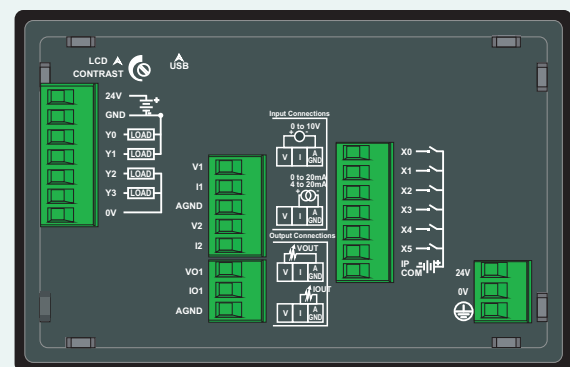 LCD
CONTRAST
USB
24V
GND
Y0 LOAD
Y1 LOAD
Y2 LOAD
Y3 LOAD
0V
V1
I1
AGND
V2
I2
VO1
IO1
AGND
Input Connections
0 to 10V
V I A GND
0 to 20mA
4 to 20mA
V I A GND
Output Connections
VOUT
V I A GND
IOUT
V I A GND
X0
X1
X2
X3
X4
X5
IP
COM
24V
0V